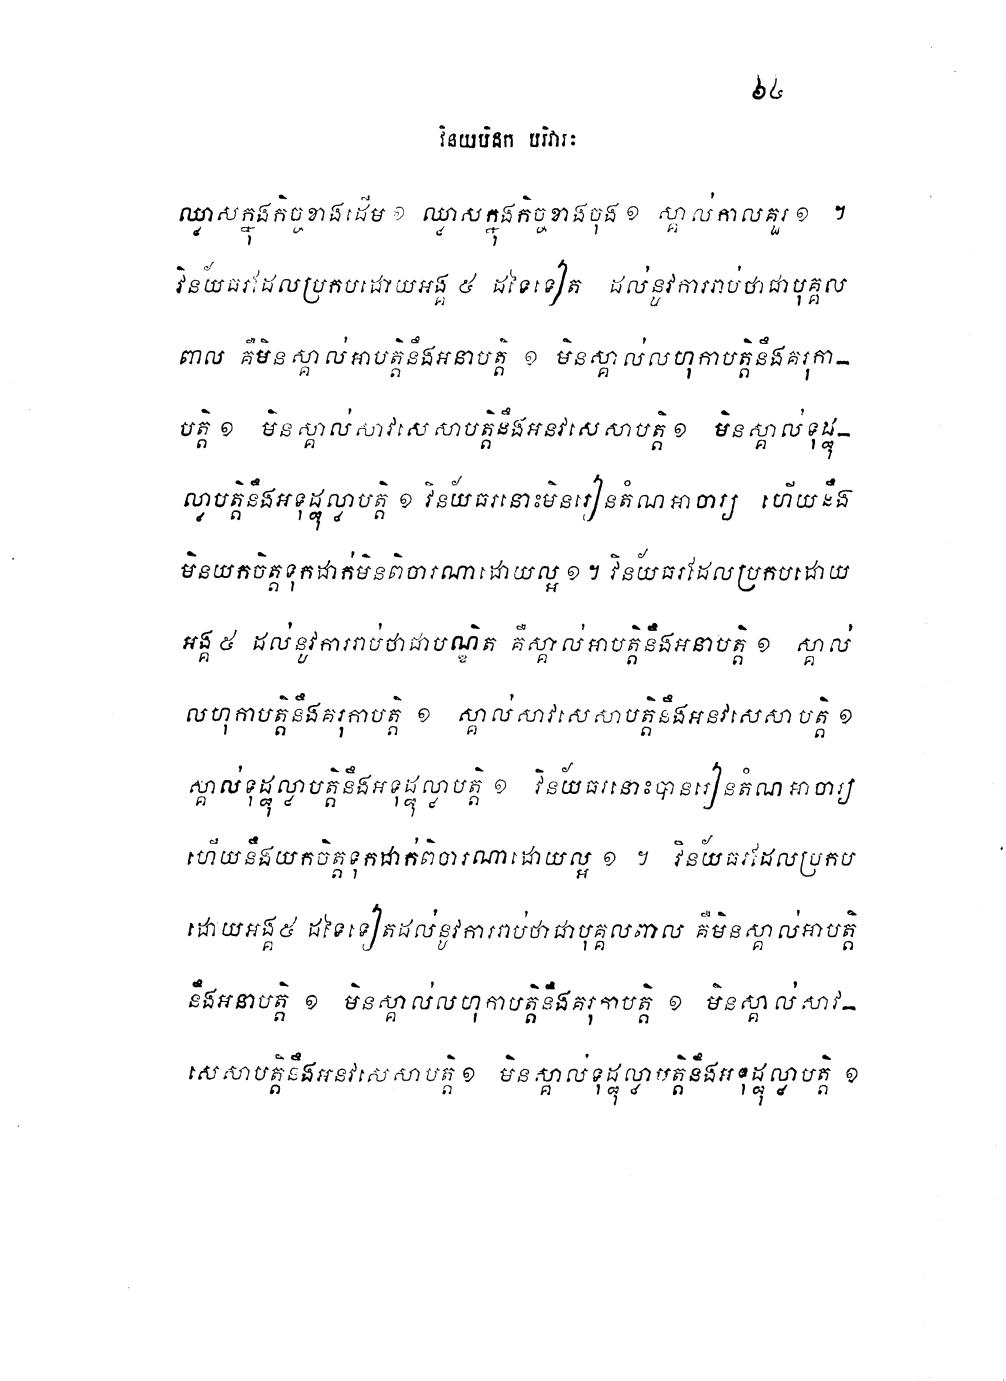 ៦៤
វិនយបិដក បរិវារៈ
ឈ្លាសក្នុងកិច្ចខាងដើម ១ ឈ្លាសក្នុងកិច្ចខាងចុង ១ ស្គាល់កាលគួរ ១ ។
វិន័យធរដែលប្រកបដោយអង្គ ៥ ដទៃទៀត ដល់នូវការរាប់ថាជាបុគ្គល
ពាល គឺមិនស្គាល់អាបត្តិនឹងអនាបត្តិ ១ មិនស្គាល់លហុកាបត្តិនឹងគរុកា-
បត្តិ ១ មិនស្គាល់សាវសេសាបត្តិនឹងអនវសេសាបត្តិ ១ មិនស្គាល់ទុដ្ឋុ-
ល្លាបត្តិនឹងអទុដ្ឋុល្លាបត្តិ ១ វិន័យធរនោះមិនរៀនតំណអាចារ្យ ហើយនឹង
មិនយកចិត្តទុកដាក់មិនពិចារណាដោយល្អ ១ ។ វិន័យធរដែលប្រកបដោយ
អង្គ ៥ ដល់នូវការរាប់ថាជាបណ្ឌិត គឺស្គាល់អាបត្តិនឹងអនាបត្តិ ១ ស្គាល់
លហុកាបត្តិនឹងគរុកាបត្តិ ១ ស្គាល់សាវសេសាបត្តិនឹងអនវសេសាបត្តិ ១
ស្គាល់ទុដ្ឋុល្លាបត្តិនឹងអទុដ្ឋុល្លាបត្តិ ១ វិន័យធរនោះបានរៀនតំណអាចារ្យ
ហើយនឹងយកចិត្តទុកដាក់ពិចារណាដោយល្អ ១ ។ វិន័យធរដែលប្រកប
ដោយអង្គ ៥ ដទៃទៀតដល់នូវការរាប់ថាជាបុគ្គលពាល គឺមិនស្គាល់អាបត្តិ
នឹងអនាបត្តិ ១ មិនស្គាល់លហុកាបត្តិនឹងគរុកាបត្តិ ១ មិនស្គាល់សាវ-
សេសាបត្តិនឹងអនវសេសាបត្តិ ១ មិនស្គាល់ទុដ្ឋុល្លាបត្តិនឹងអទុដ្ឋុល្លាបត្តិ ១